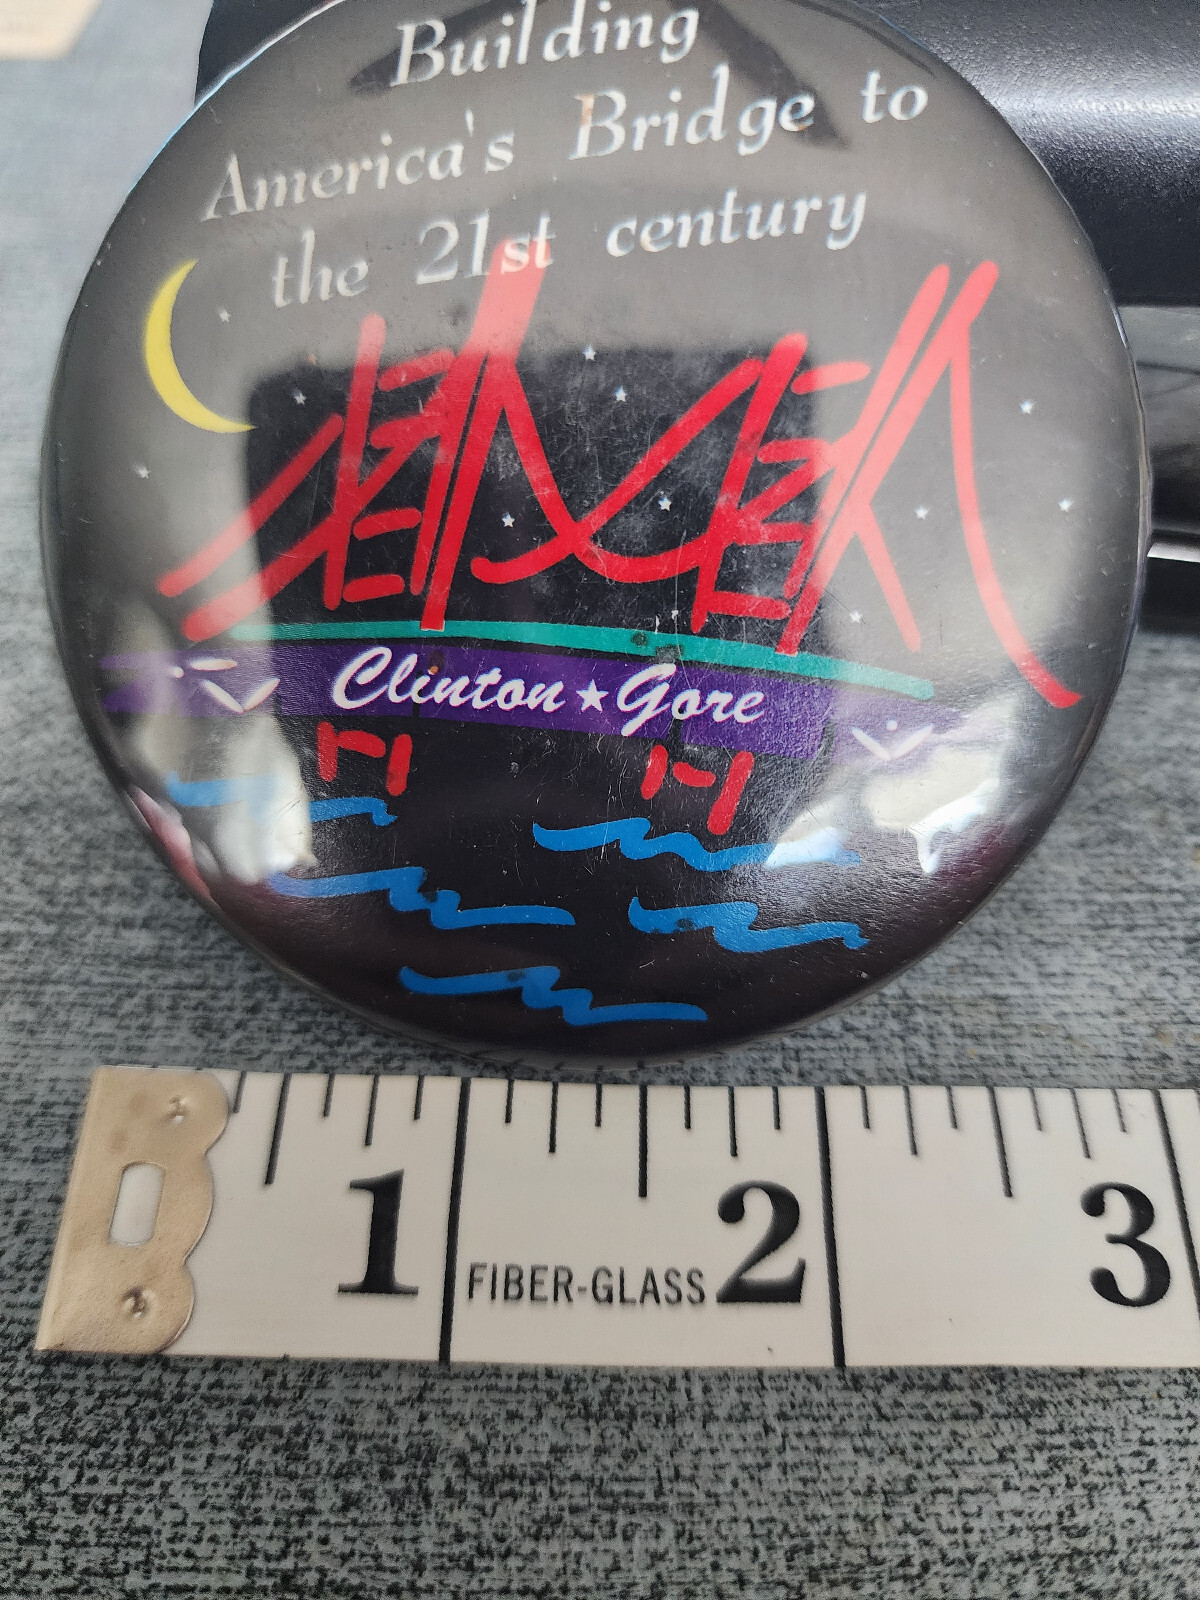 Building
America's Bridge to
the 21st century
Clinton★Gore
1 FIBER-GLASS 2 3